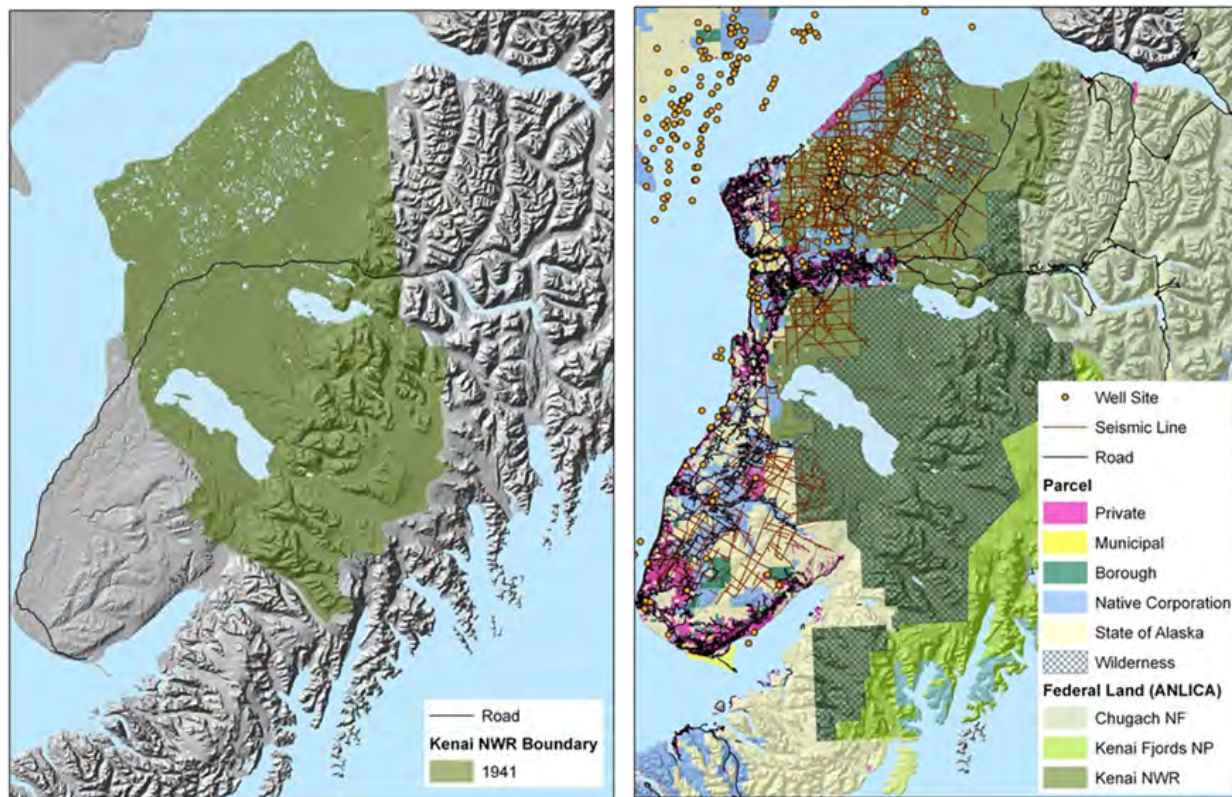 Road
Kenai NWR Boundary
1941
Well Site
Seismic Line
Road
Parcel
Private
Municipal
Borough
Native Corporation
State of Alaska
Wilderness
Federal Land (ANLICA)
Chugach NF
Kenai Fjords NP
Kenai NWR